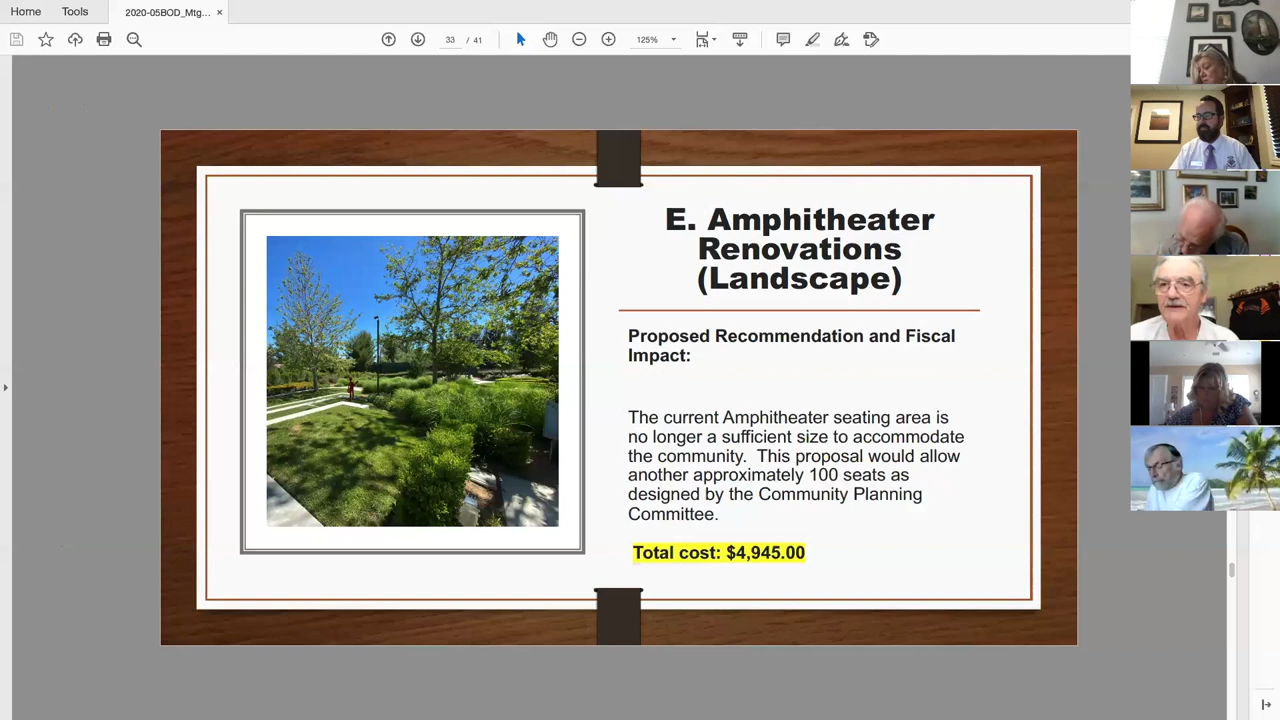 Home
Tools
2020-05BOD_Mtg... ×
33 / 41
125%
E. Amphitheater
Renovations
(Landscape)
Proposed Recommendation and Fiscal
Impact:
The current Amphitheater seating area is
no longer a sufficient size to accommodate
the community. This proposal would allow
another approximately 100 seats as
designed by the Community Planning
Committee.
Total cost: $4,945.00